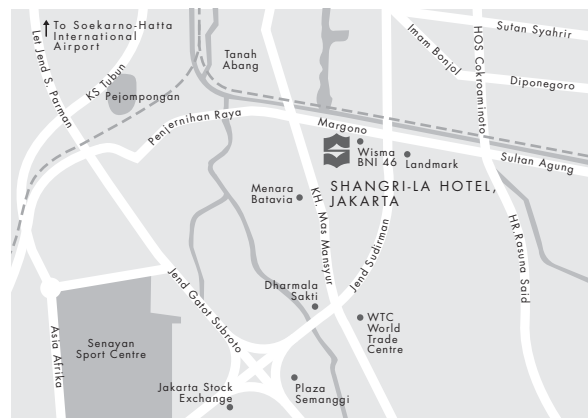 To Soekarno-Hatta
International
Airport
Let Jend S. Parman
KS Tubun
Pejompongan
Tanah
Abang
Penjernihan Raya
Imam Bonjol
HOS Cokroaminoto
Sutan Syahrir
Diponegoro
Margono
Wisma
BNI 46
Landmark
Sultan Agung
SHANGRI-LA HOTEL,
JAKARTA
Menara
Batavia
KH. Mas Mansyur
Jend Sudirman
HR.Rasuna Said
Dharmala
Sakti
WTC
World
Trade
Centre
Jend Gatot Subroto
Asia Afrika
Senayan
Sport Centre
Jakarta Stock
Exchange
Plaza
Semanggi